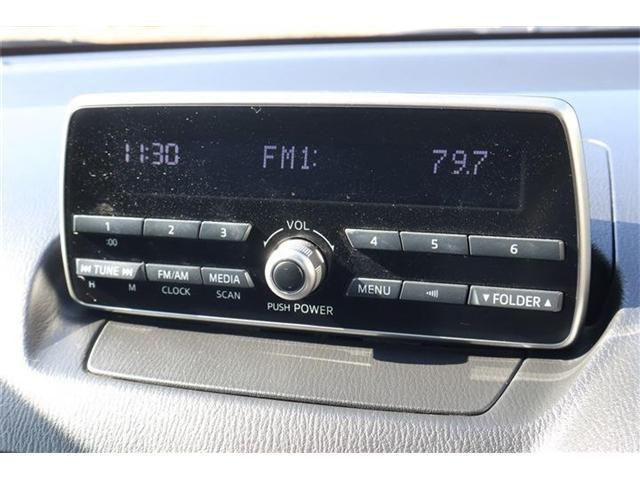 11:30 FM1: 79.7
1 2 3 VOL 4 5 6
:00
TUNE FM/AM MEDIA MENU ▼ FOLDER ▲
H M CLOCK SCAN PUSH POWER